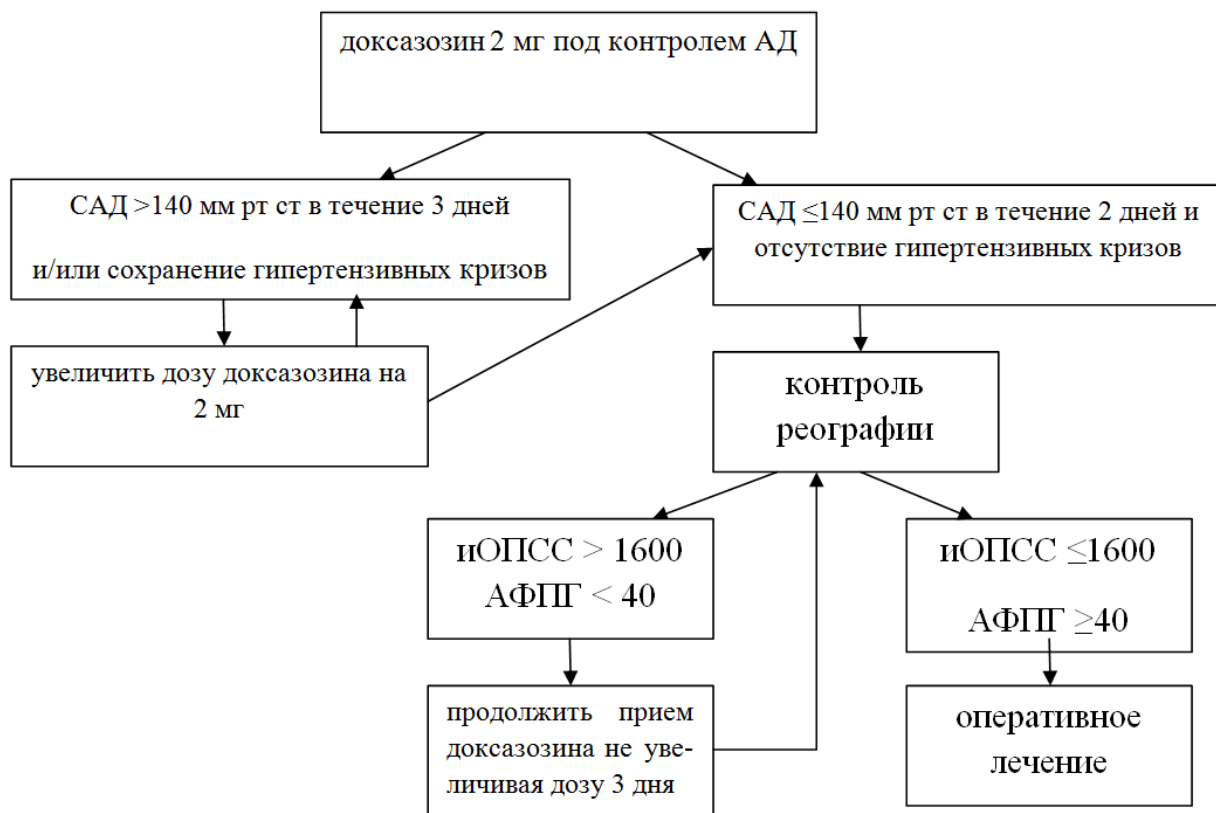 доксазозин 2 мг под контролем АД
САД >140 мм рт ст в течение 3 дней
и/или сохранение гипертензивных кризов
САД ≤140 мм рт ст в течение 2 дней и
отсутствие гипертензивных кризов
увеличить дозу доксазозина на
2 мг
контроль
реографии
иОПСС > 1600
АФПГ < 40
иОПСС ≤1600
АФПГ ≥40
продолжить прием
доксазозина не уве-
личивая дозу 3 дня
оперативное
лечение